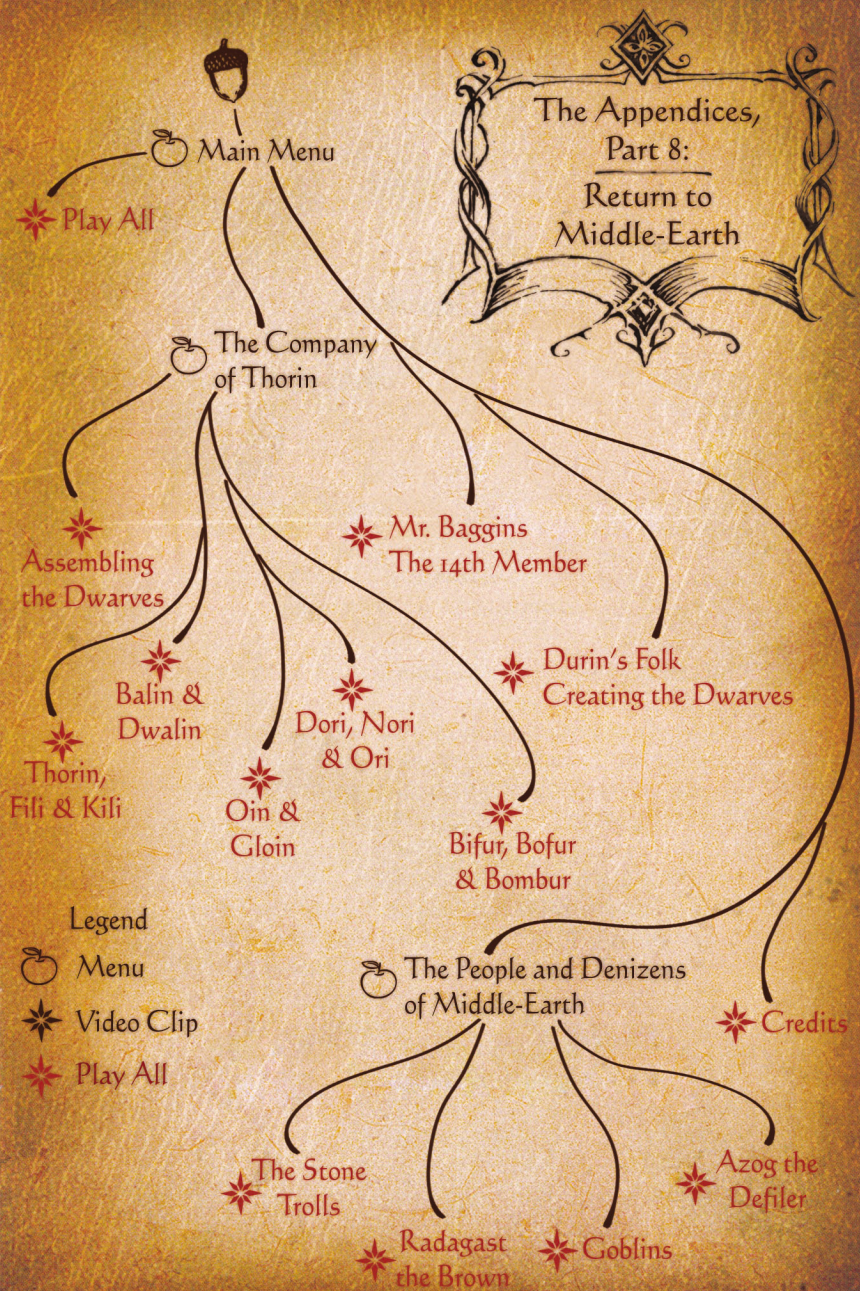 The Appendices,
Part 8:
Return to
Middle-Earth
Main Menu
Play All
The Company
of Thorin
Mr. Baggins
The 14th Member
Assembling
the Dwarves
Durin's Folk
Creating the Dwarves
Balin &
Dwalin
Dori, Nori
& Ori
Thorin,
Fili & Kili
Oin &
Gloin
Bifur, Bofur
& Bombur
Legend
Menu
Video Clip
Play All
The People and Denizens
of Middle-Earth
Credits
The Stone
Trolls
Azog the
Defiler
Radagast
the Brown
Goblins